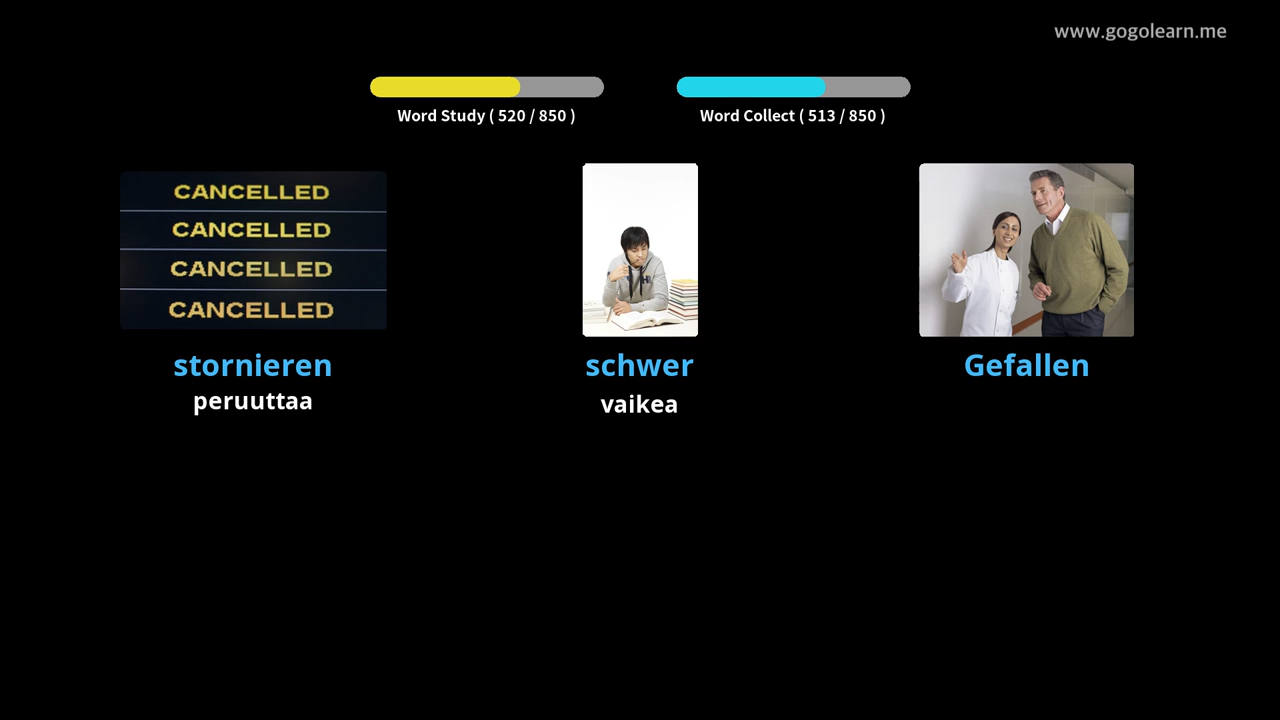 www.gogolearn.me
Word Study ( 520 / 850 )
Word Collect ( 513 / 850 )
CANCELLED
CANCELLED
CANCELLED
CANCELLED
stornieren
peruuttaa
schwer
vaikea
Gefallen